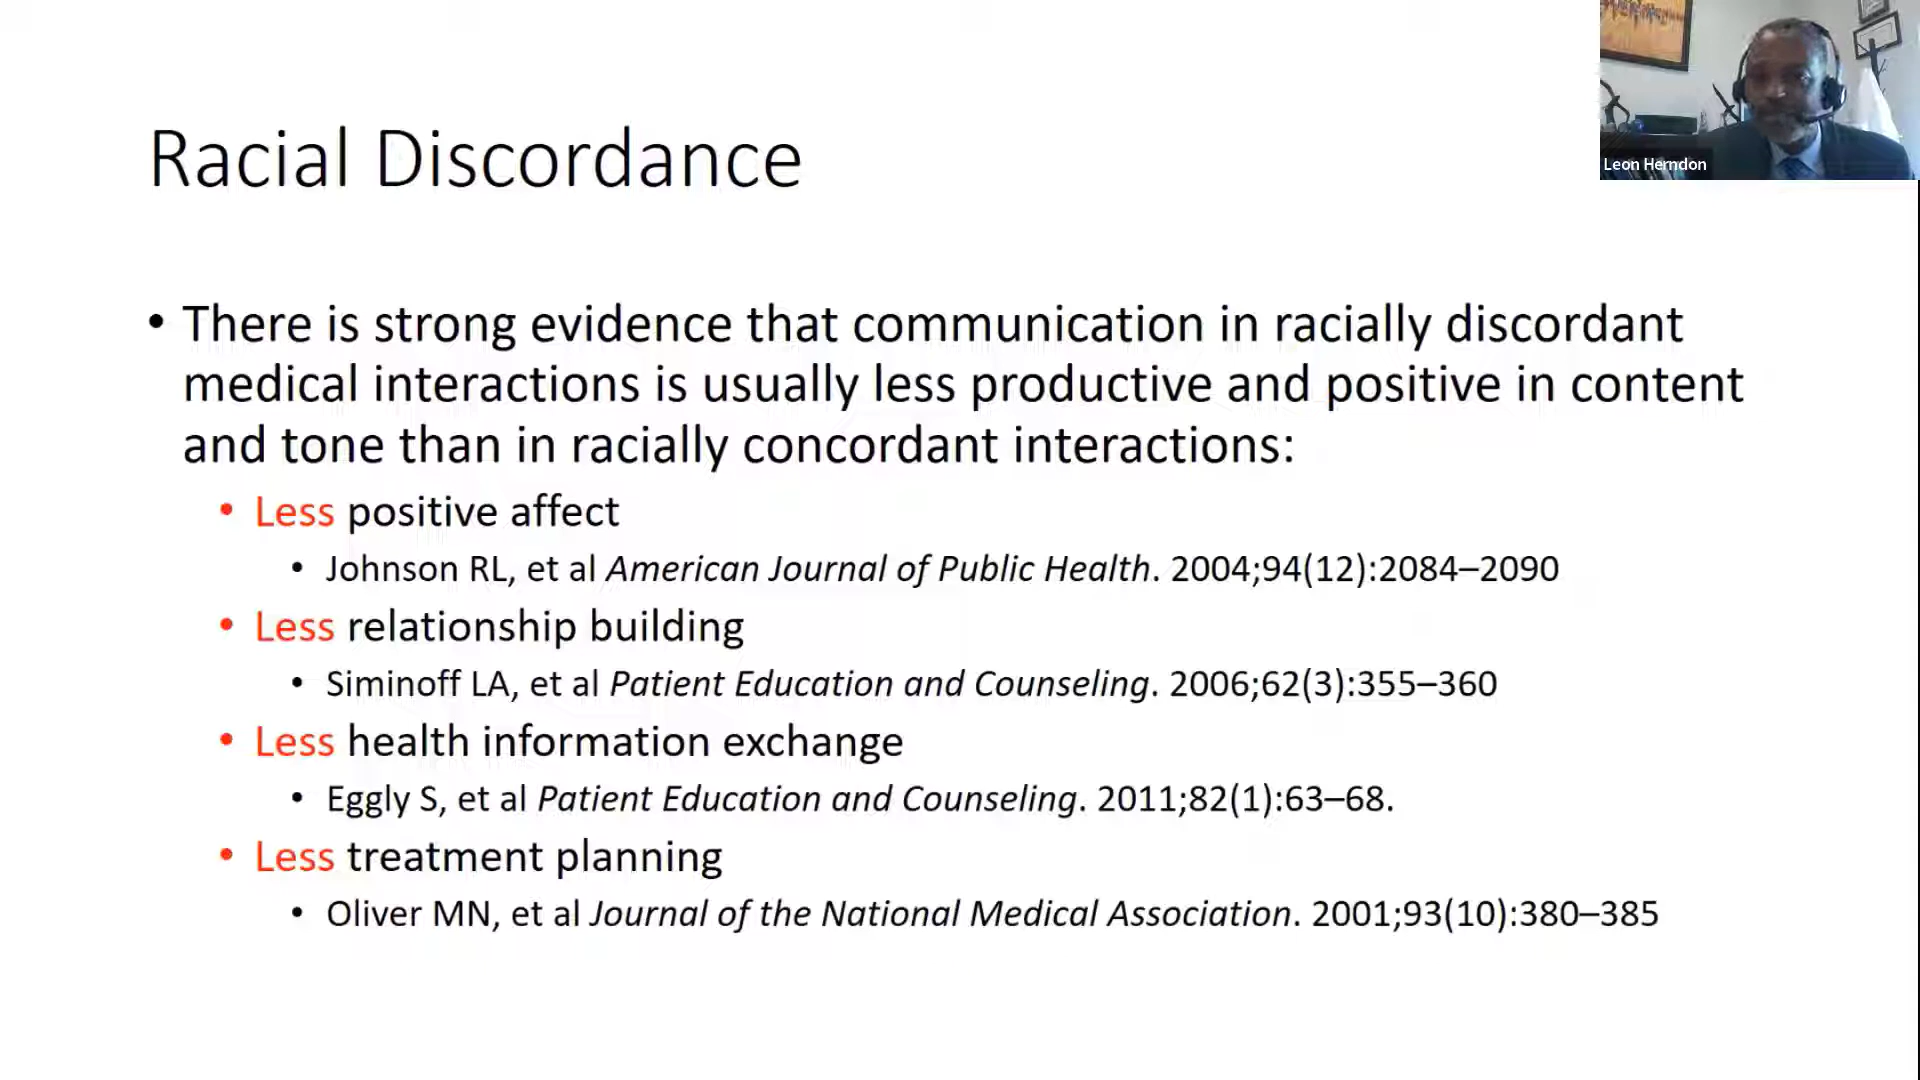 Leon Herndon
Racial Discordance
• There is strong evidence that communication in racially discordant
medical interactions is usually less productive and positive in content
and tone than in racially concordant interactions:
• Less positive affect
• Johnson RL, et al American Journal of Public Health. 2004;94(12):2084–2090
• Less relationship building
• Siminoff LA, et al Patient Education and Counseling. 2006;62(3):355–360
• Less health information exchange
• Eggly S, et al Patient Education and Counseling. 2011;82(1):63–68.
• Less treatment planning
• Oliver MN, et al Journal of the National Medical Association. 2001;93(10):380–385